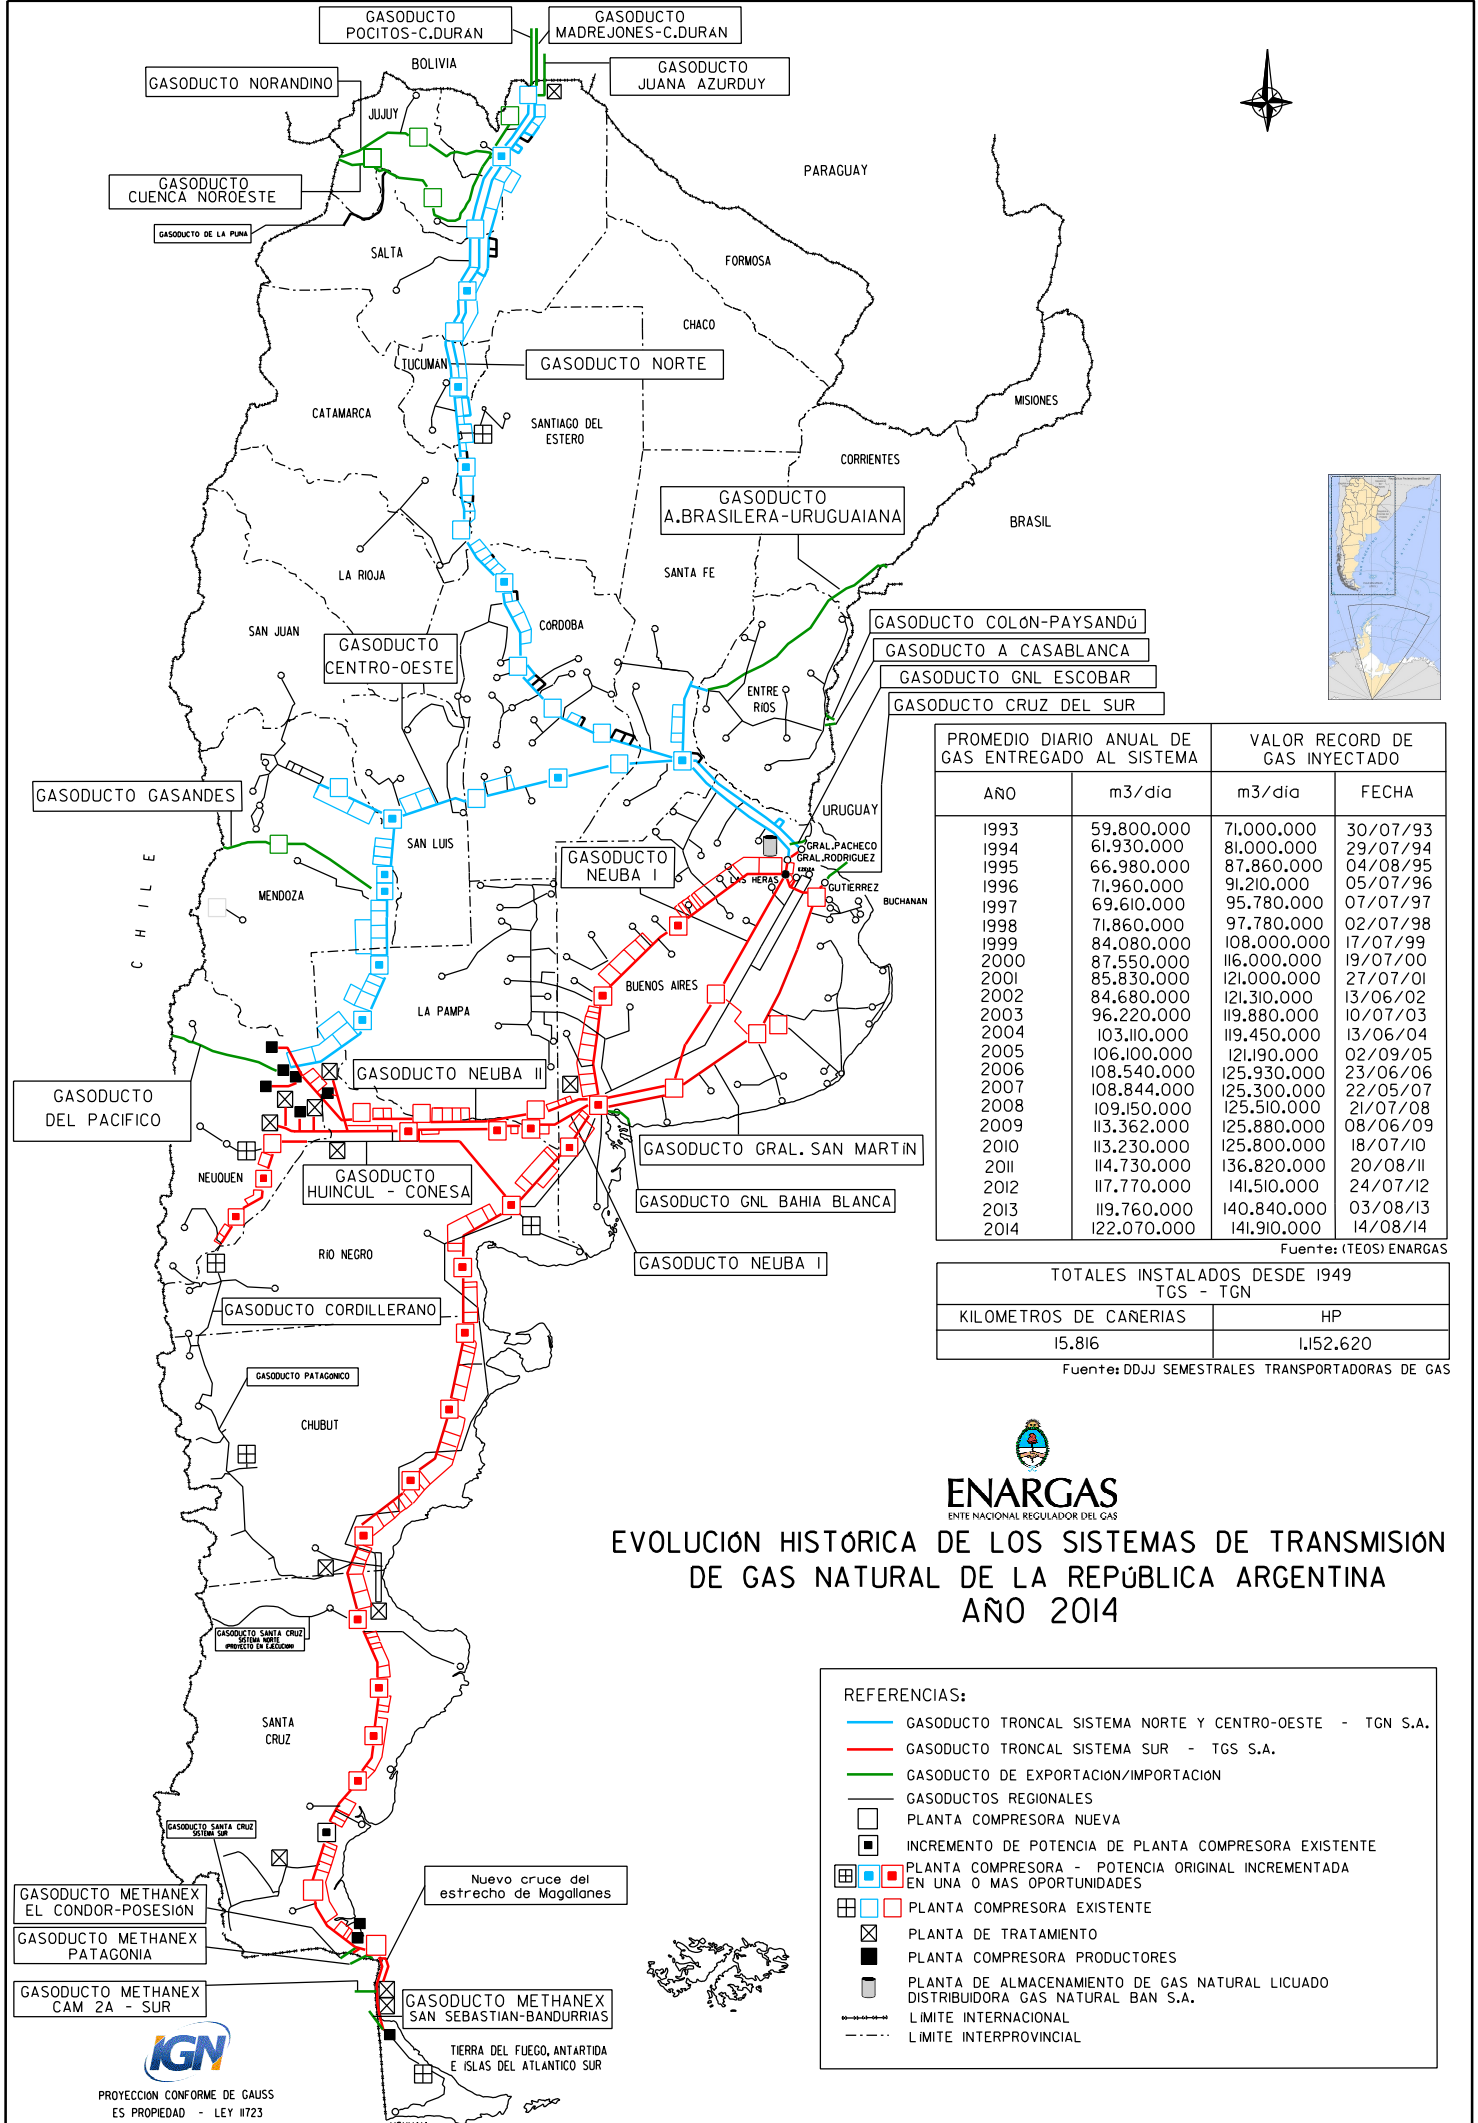 GASODUCTO
POCITOS-C.DURAN
GASODUCTO
MADREJONES-C.DURAN
BOLIVIA
GASODUCTO
JUANA AZURDUY
GASODUCTO NORANDINO
JUJUY
PARAGUAY
GASODUCTO
CUENCA NOROESTE
GASODUCTO DE LA PUNA
SALTA
FORMOSA
CHACO
TUCUMAN
GASODUCTO NORTE
CATAMARCA
SANTIAGO DEL
ESTERO
MISIONES
CORRIENTES
GASODUCTO
A.BRASILERA-URUGUAIANA
BRASIL
LA RIOJA
SANTA FE
SAN JUAN
CóRDOBA
GASODUCTO
CENTRO-OESTE
GASODUCTO COLóN-PAYSANDú
GASODUCTO A CASABLANCA
GASODUCTO GNL ESCOBAR
GASODUCTO CRUZ DEL SUR
ENTRE
RIOS
GASODUCTO GASANDES
SAN LUIS
URUGUAY
GRAL.PACHECO
GRAL.RODRIGUEZ
LAS HERAS
GUTIERREZ
BUCHANAN
GASODUCTO
NEUBA I
MENDOZA
CHILE
BUENOS AIRES
LA PAMPA
GASODUCTO NEUBA II
GASODUCTO
DEL PACIFICO
GASODUCTO GRAL. SAN MARTíN
NEUQUEN
GASODUCTO
HUINCUL - CONESA
GASODUCTO GNL BAHIA BLANCA
RIO NEGRO
GASODUCTO NEUBA I
GASODUCTO CORDILLERANO
GASODUCTO PATAGóNICO
CHUBUT
GASODUCTO SANTA CRUZ
SISTEMA NORTE
(PROYECTO EN EJECUCION)
SANTA
CRUZ
GASODUCTO SANTA CRUZ
SISTEMA SUR
GASODUCTO METHANEX
EL CONDOR-POSESIóN
Nuevo cruce del
estrecho de Magallanes
GASODUCTO METHANEX
PATAGONIA
GASODUCTO METHANEX
CAM 2A - SUR
GASODUCTO METHANEX
SAN SEBASTIAN-BANDURRIAS
TIERRA DEL FUEGO, ANTARTIDA
E ISLAS DEL ATLANTICO SUR
IGN
PROYECCION CONFORME DE GAUSS
ES PROPIEDAD - LEY 11723
PROMEDIO DIARIO ANUAL DE GAS ENTREGADO AL SISTEMA VALOR RECORD DE GAS INYECTADO
AÑO m3/día m3/día FECHA
1993 59.800.000 71.000.000 30/07/93
1994 61.930.000 81.000.000 29/07/94
1995 66.980.000 87.860.000 04/08/95
1996 71.960.000 91.210.000 05/07/96
1997 69.610.000 95.780.000 07/07/97
1998 71.860.000 97.780.000 02/07/98
1999 84.080.000 108.000.000 17/07/99
2000 87.550.000 116.000.000 19/07/00
2001 85.830.000 121.000.000 27/07/01
2002 84.680.000 121.310.000 13/06/02
2003 96.220.000 119.880.000 10/07/03
2004 103.110.000 119.450.000 13/06/04
2005 106.100.000 121.190.000 02/09/05
2006 108.540.000 125.930.000 23/06/06
2007 108.844.000 125.300.000 22/05/07
2008 109.150.000 125.510.000 21/07/08
2009 113.362.000 125.880.000 08/06/09
2010 113.230.000 125.800.000 18/07/10
2011 114.730.000 136.820.000 20/08/11
2012 117.770.000 141.510.000 24/07/12
2013 119.760.000 140.840.000 03/08/13
2014 122.070.000 141.910.000 14/08/14
Fuente: (TEOS) ENARGAS
TOTALES INSTALADOS DESDE 1949
TGS - TGN
KILOMETROS DE CAÑERIAS HP
15.816 1.152.620
Fuente: DDJJ SEMESTRALES TRANSPORTADORAS DE GAS
ENARGAS
ENTE NACIONAL REGULADOR DEL GAS
EVOLUCIóN HISTóRICA DE LOS SISTEMAS DE TRANSMISIóN
DE GAS NATURAL DE LA REPúBLICA ARGENTINA
AÑO 2014
REFERENCIAS:
GASODUCTO TRONCAL SISTEMA NORTE Y CENTRO-OESTE - TGN S.A.
GASODUCTO TRONCAL SISTEMA SUR - TGS S.A.
GASODUCTO DE EXPORTACIóN/IMPORTACIóN
GASODUCTOS REGIONALES
PLANTA COMPRESORA NUEVA
INCREMENTO DE POTENCIA DE PLANTA COMPRESORA EXISTENTE
PLANTA COMPRESORA - POTENCIA ORIGINAL INCREMENTADA
EN UNA O MAS OPORTUNIDADES
PLANTA COMPRESORA EXISTENTE
PLANTA DE TRATAMIENTO
PLANTA COMPRESORA PRODUCTORES
PLANTA DE ALMACENAMIENTO DE GAS NATURAL LICUADO
DISTRIBUIDORA GAS NATURAL BAN S.A.
LíMITE INTERNACIONAL
LíMITE INTERPROVINCIAL